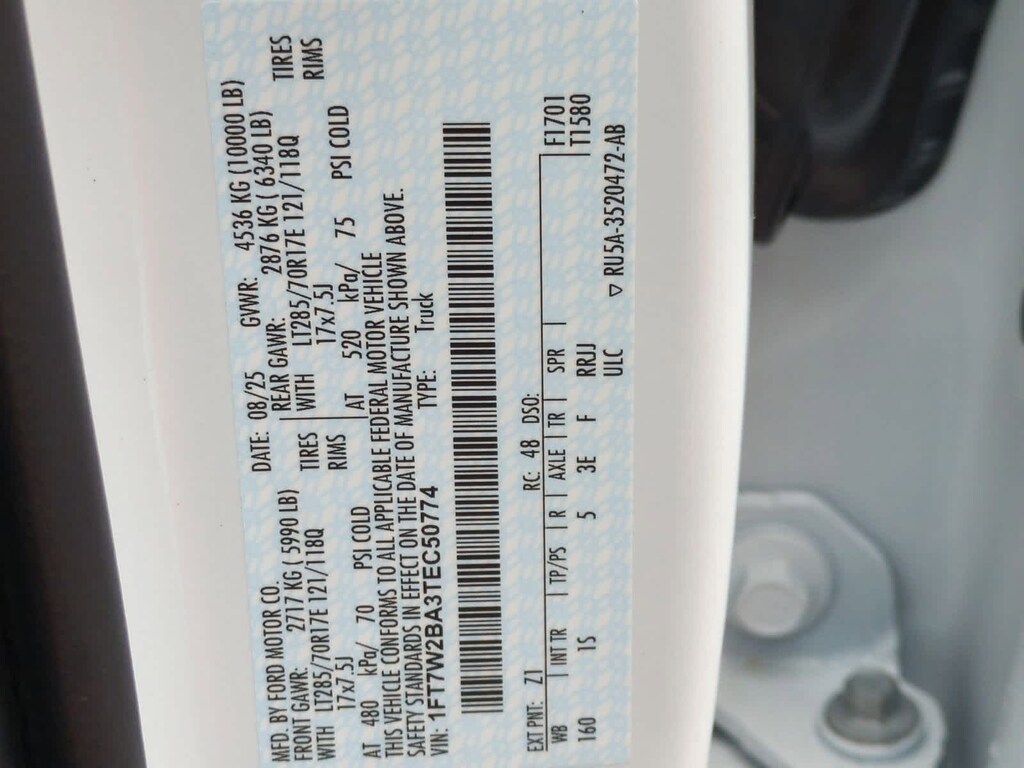 MFD. BY FORD MOTOR CO.
DATE: 08/25
GVWR: 4536 KG (10000 LB)
FRONT GAWR: 2717 KG ( 5990 LB)
REAR GAWR: 2876 KG ( 6340 LB)
WITH LT285/70R17E 121/118Q TIRES
WITH LT285/70R17E 121/118Q TIRES
17x7.5J RIMS
17x7.5J RIMS
AT 480 kPa/ 70 PSI COLD
AT 520 kPa/ 75 PSI COLD
THIS VEHICLE CONFORMS TO ALL APPLICABLE FEDERAL MOTOR VEHICLE
SAFETY STANDARDS IN EFFECT ON THE DATE OF MANUFACTURE SHOWN ABOVE.
VIN: 1FT7W2BA3TEC50774
TYPE: Truck
EXT PNT: Z1 RC: 48 DSO:
F1701
T1580
WB | INT TR | TP/PS | R | AXLE | TR | SPR |
160 1S 5 3E F RRJJ
ULC
▽ RU5A-3520472-AB